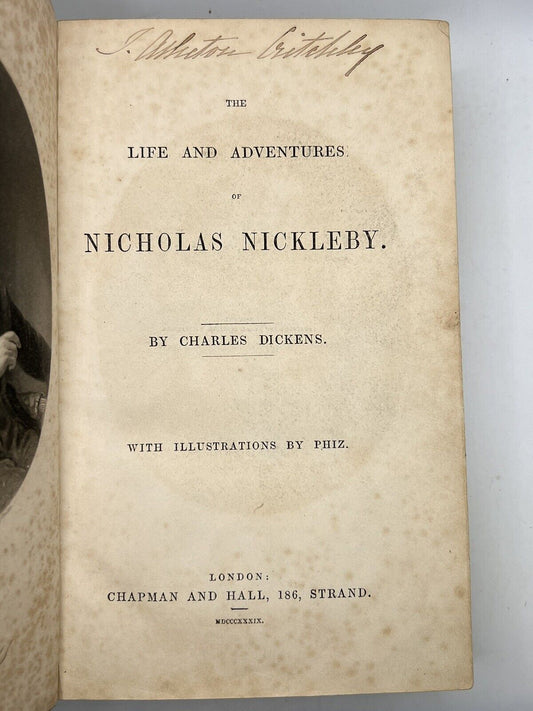 J. Asheton Critchley
THE
LIFE AND ADVENTURES
OF
NICHOLAS NICKLEBY.
BY CHARLES DICKENS.
WITH ILLUSTRATIONS BY PHIZ.
LONDON:
CHAPMAN AND HALL, 186, STRAND.
MDCCCXXXIX.